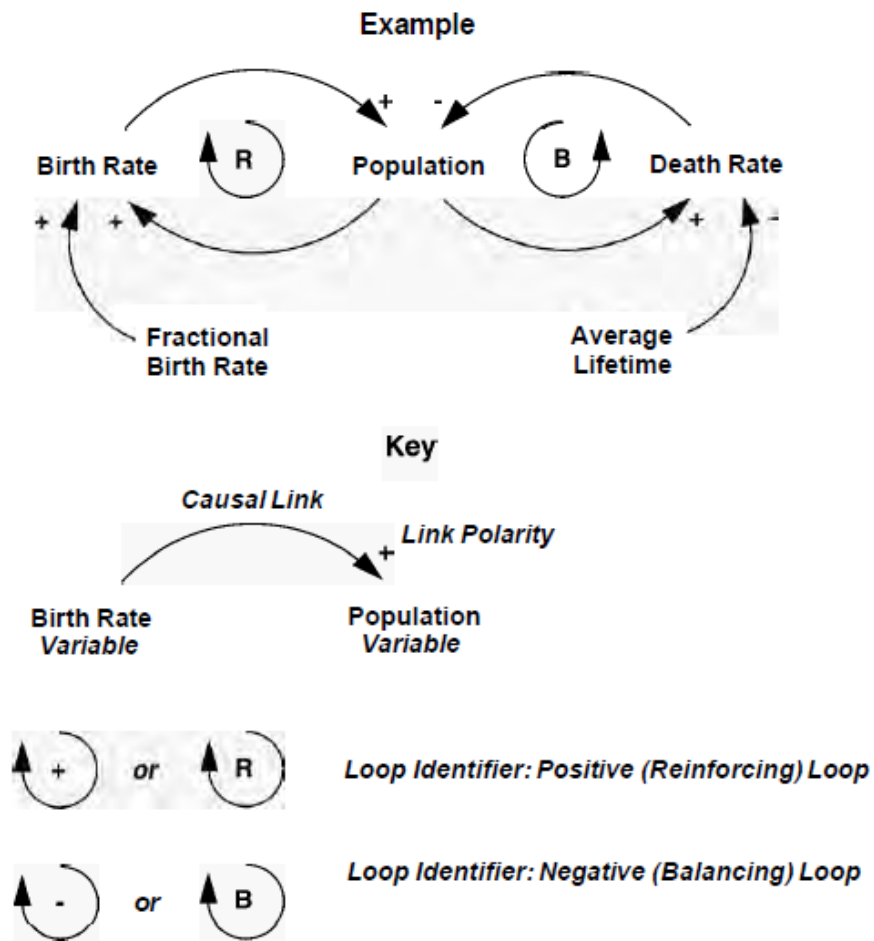 Example
+ -
R B
Birth Rate Population Death Rate
+ + + -
Fractional
Birth Rate
Average
Lifetime
Key
Causal Link
+ Link Polarity
Birth Rate
Variable
Population
Variable
+ or R Loop Identifier: Positive (Reinforcing) Loop
- or B Loop Identifier: Negative (Balancing) Loop